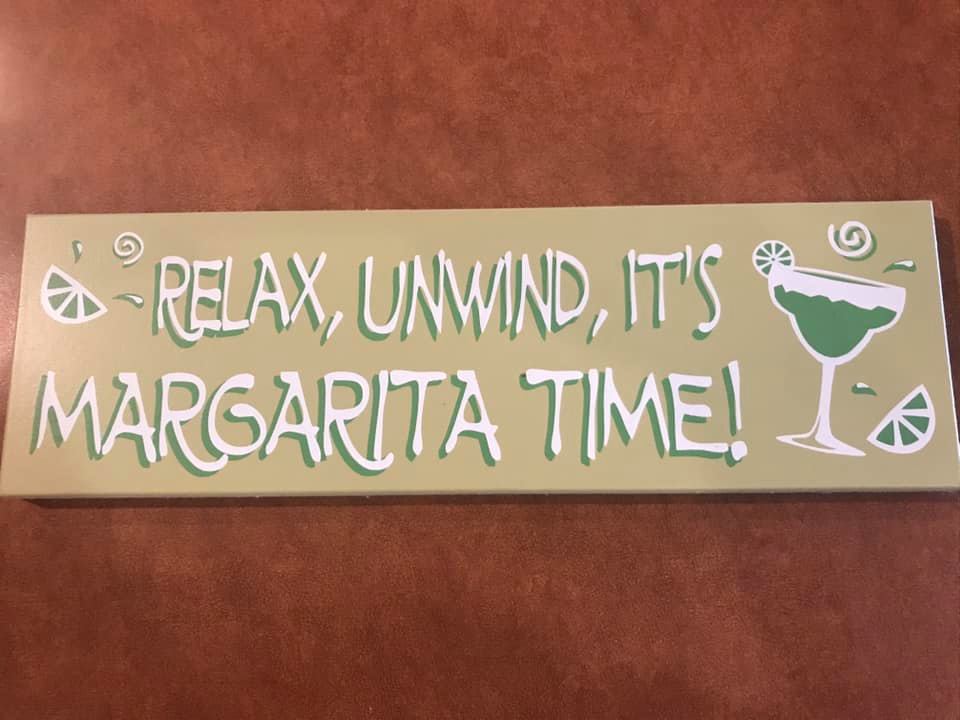 RELAX, UNWIND, IT'S
MARGARITA TIME!